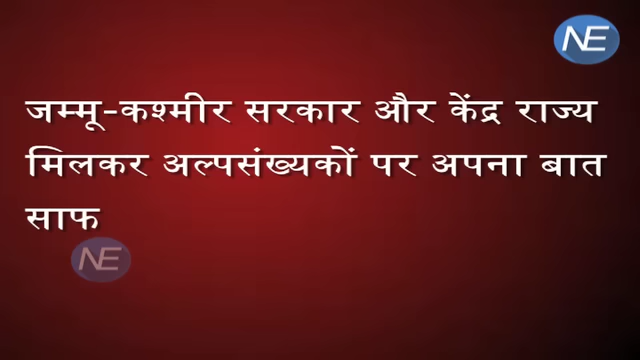 NE
जम्मू-कश्मीर सरकार और केंद्र राज्य
मिलकर अल्पसंख्यकों पर अपना बात
साफ
NE